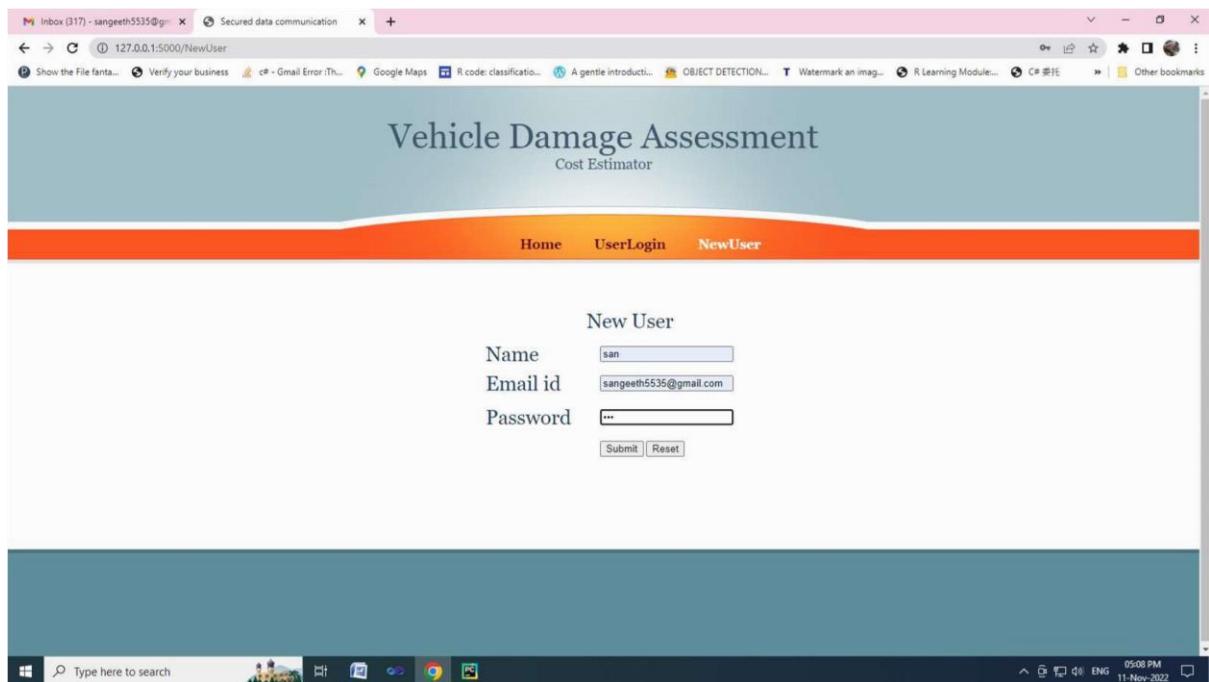 Inbox (317) - sangeeth5535@gm
Secured data communication
127.0.0.1:5000/NewUser
Show the File fanta...
Verify your business
c# - Gmail Error :Th...
Google Maps
R code: classificatio...
A gentle introducti...
OBJECT DETECTION...
Watermark an imag...
R Learning Module:...
C# 委托
»
Other bookmarks
Vehicle Damage Assessment
Cost Estimator
Home UserLogin NewUser
New User
Name san
Email id sangeeth5535@gmail.com
Password •••
Submit Reset
Type here to search
PC
ENG
05:08 PM
11-Nov-2022